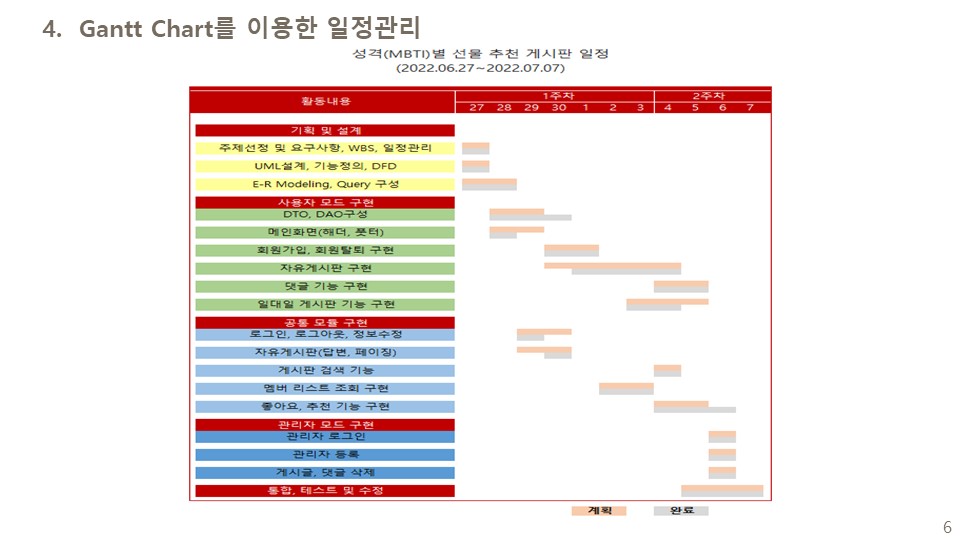 4. Gantt Chart를 이용한 일정관리
성격(MBTI)별 선물 추천 게시판 일정
(2022.06.27~2022.07.07)
활동내용 1주차 2주차
27 28 29 30 1 2 3 4 5 6 7
기획 및 설계
주제선정 및 요구사항, WBS, 일정관리
UML설계, 기능정의, DFD
E-R Modeling, Query 구성
사용자 모드 구현
DTO, DAO구성
메인화면(해더, 풋터)
회원가입, 회원탈퇴 구현
자유게시판 구현
댓글 기능 구현
일대일 게시판 기능 구현
공통 모듈 구현
로그인, 로그아웃, 정보수정
자유게시판(답변, 페이징)
게시판 검색 기능
멤버 리스트 조회 구현
좋아요, 추천 기능 구현
관리자 모드 구현
관리자 로그인
관리자 등록
게시글, 댓글 삭제
통합, 테스트 및 수정
계획 완료
6